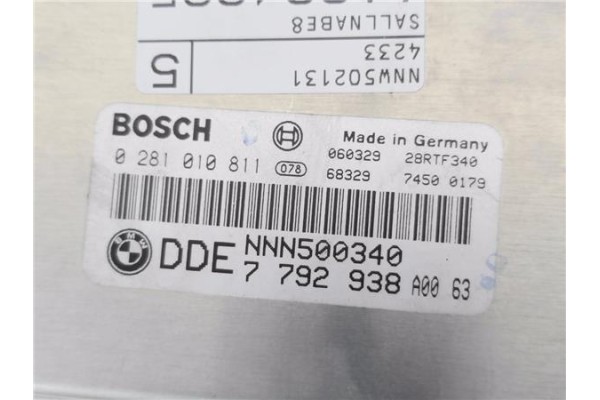 SALLNABE8
4233
NNW502131
5
BOSCH
Made in Germany
0 281 010 811 078
060329 28RTF340
68329 7450 0179
BMW
DDE NNN500340
7 792 938 A00 63